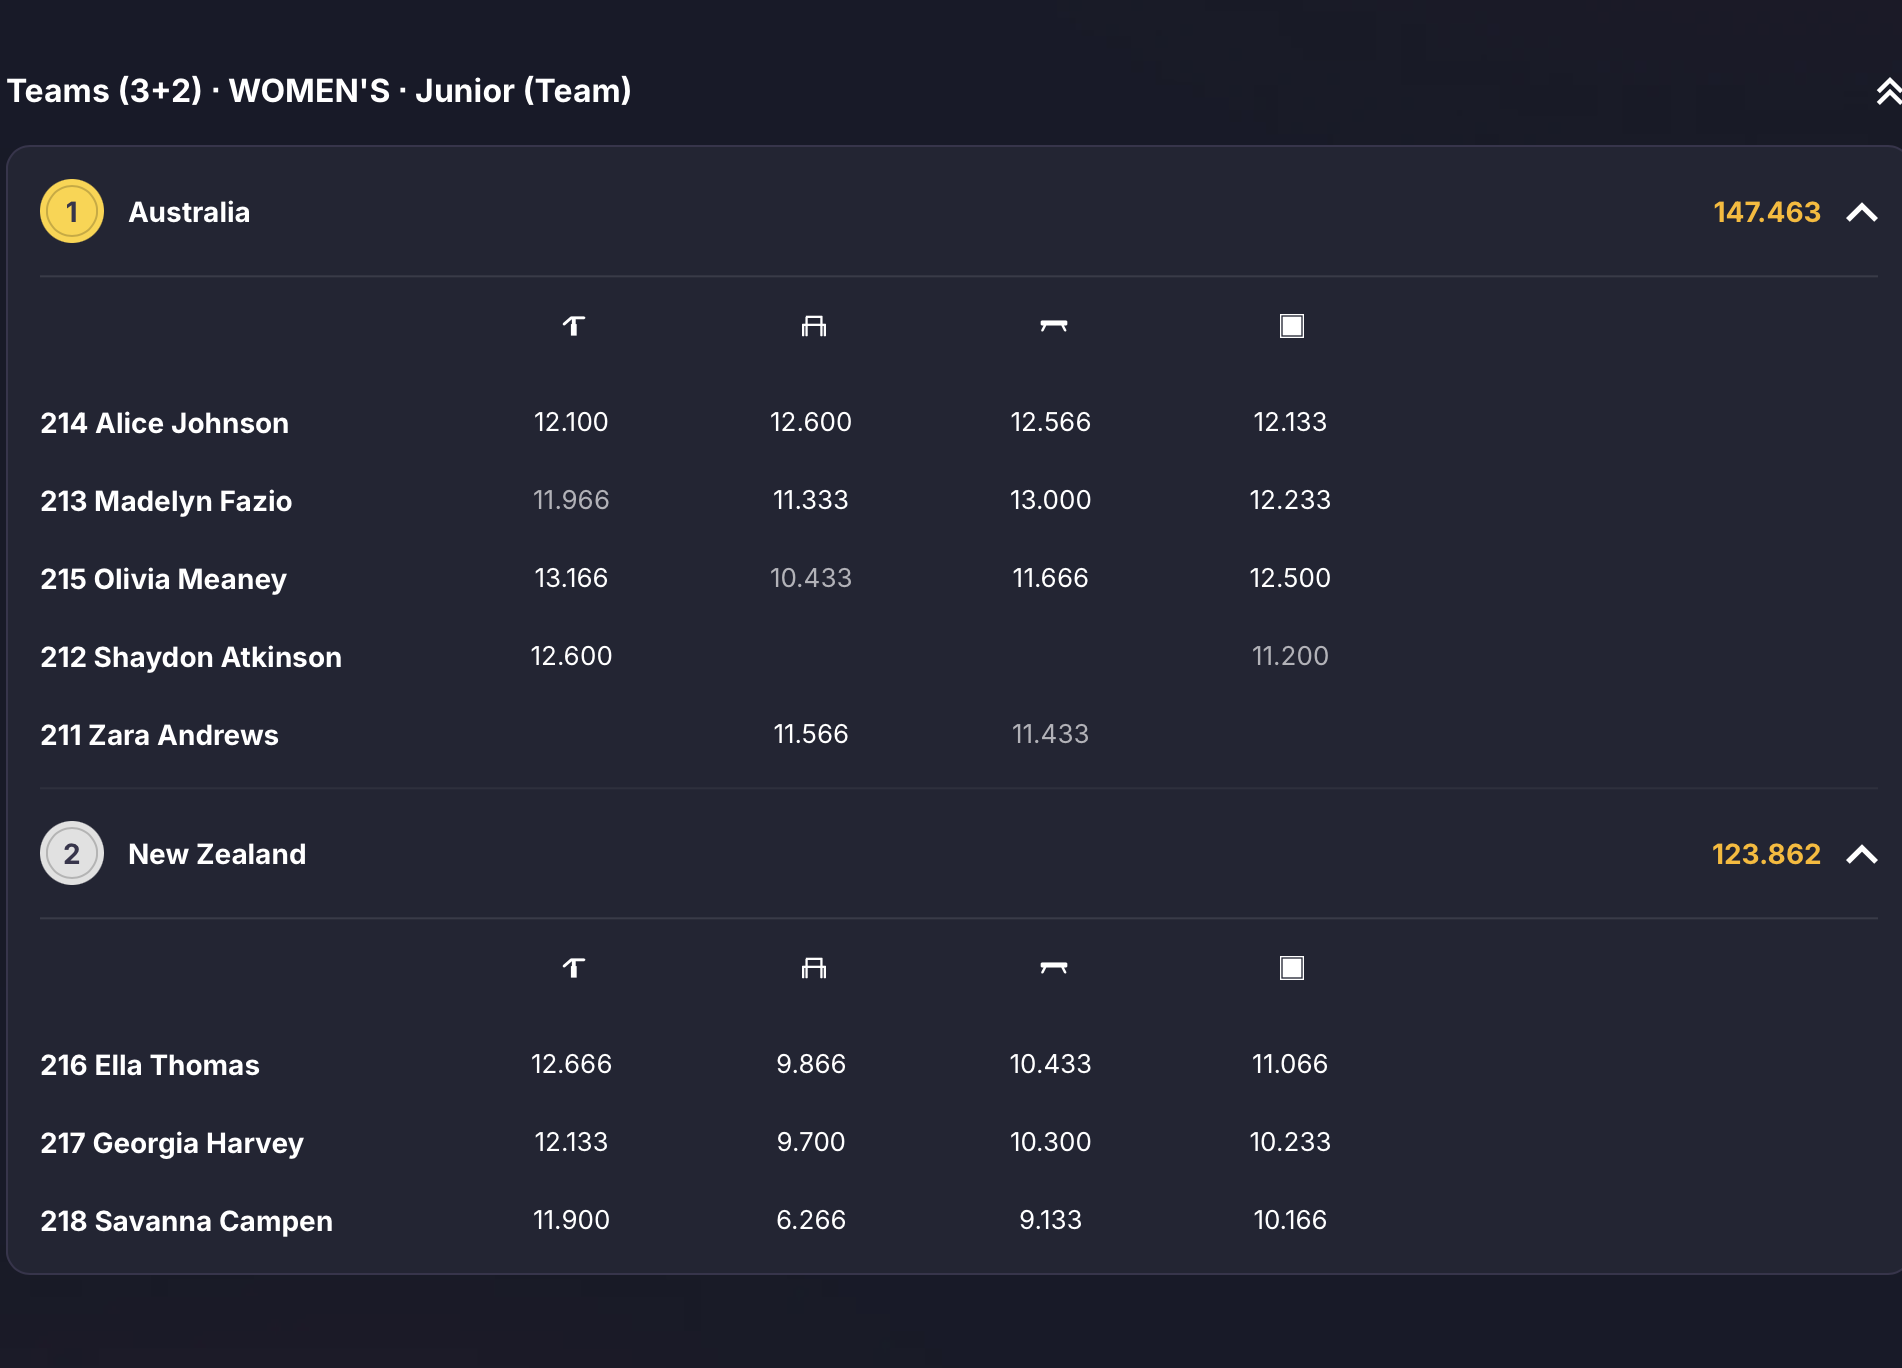 Teams (3+2) · WOMEN'S · Junior (Team)
1 Australia 147.463
214 Alice Johnson 12.100 12.600 12.566 12.133
213 Madelyn Fazio 11.966 11.333 13.000 12.233
215 Olivia Meaney 13.166 10.433 11.666 12.500
212 Shaydon Atkinson 12.600 11.200
211 Zara Andrews 11.566 11.433
2 New Zealand 123.862
216 Ella Thomas 12.666 9.866 10.433 11.066
217 Georgia Harvey 12.133 9.700 10.300 10.233
218 Savanna Campen 11.900 6.266 9.133 10.166